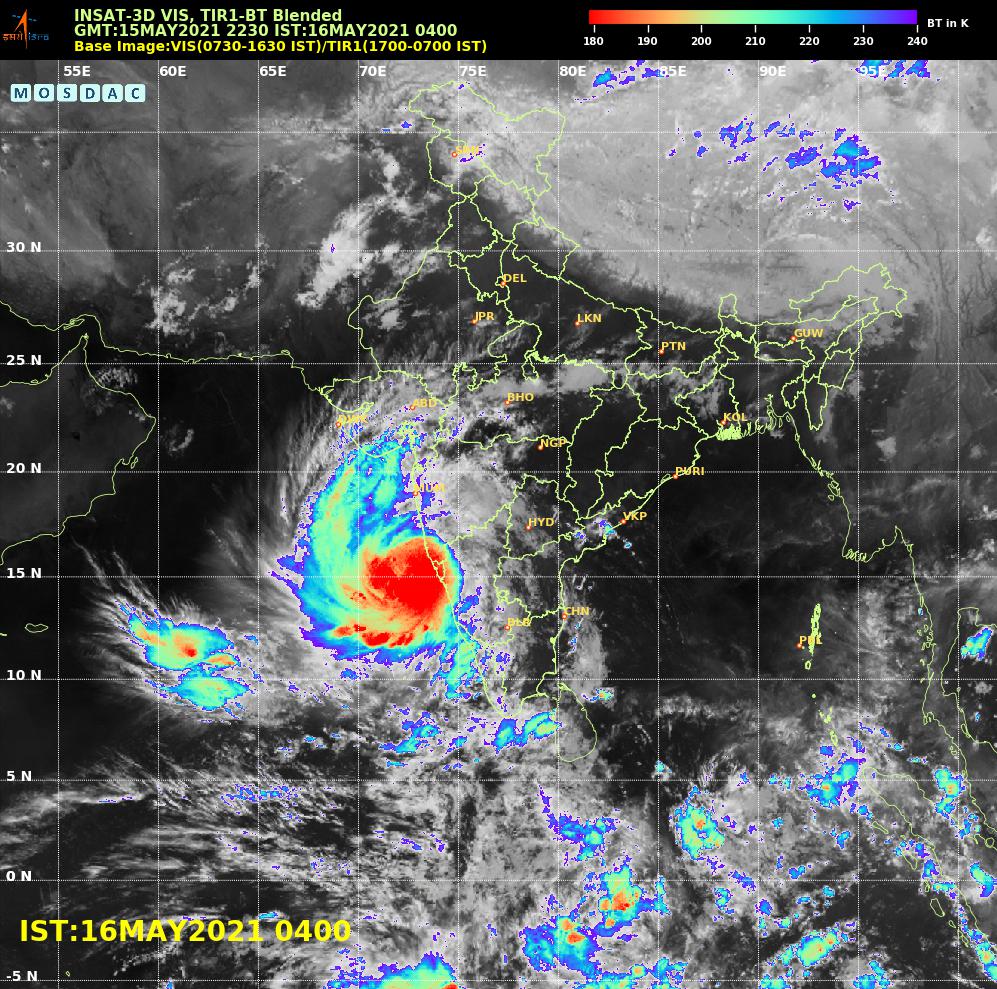 INSAT-3D VIS, TIR1-BT Blended
GMT:15MAY2021 2230 IST:16MAY2021 0400
Base Image:VIS(0730-1630 IST)/TIR1(1700-0700 IST)
BT in K
180 190 200 210 220 230 240
55E 60E 65E 70E 75E 80E 85E 90E 95E
MOSDAC
30 N
DEL
JPR LKN
GUW
PTN
25 N
BHO
ABD
KOL
NGP
20 N
PURI
VKP
HYD
15 N
CHN
BLR
10 N
5 N
0 N
IST:16MAY2021 0400
-5 N